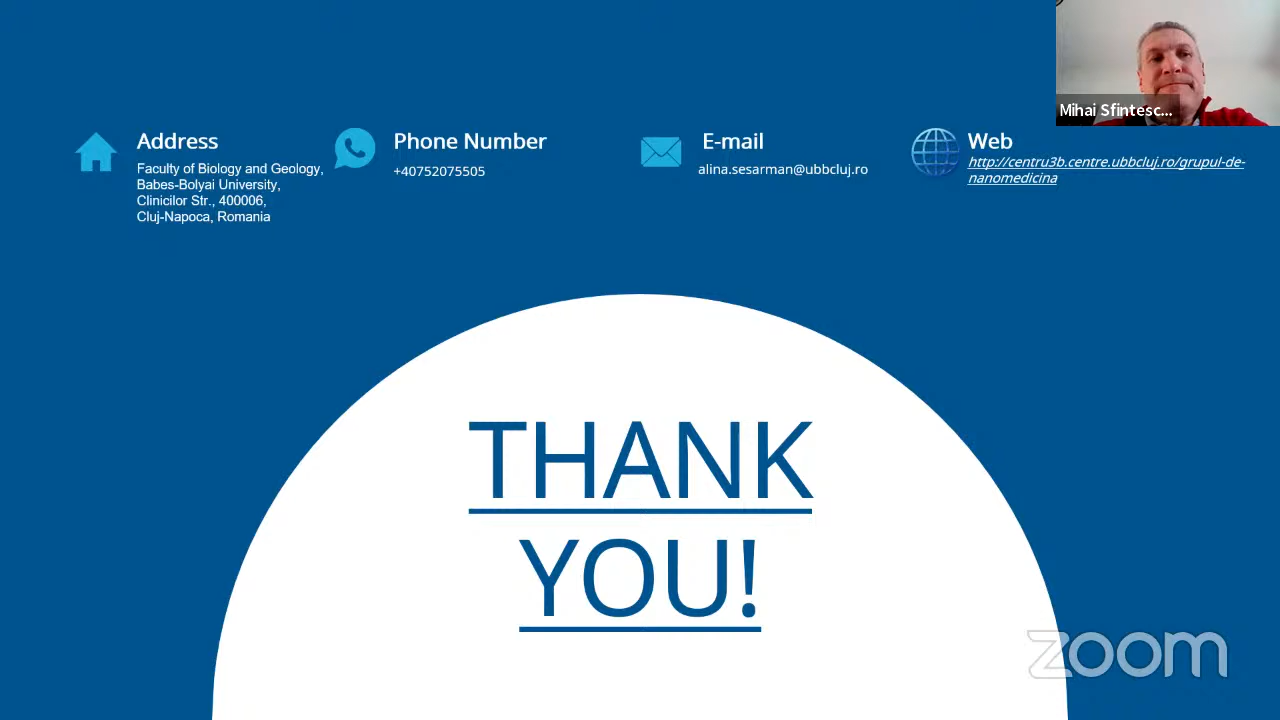 Mihai Sfintesc...
Address
Faculty of Biology and Geology,
Babes-Bolyai University,
Clinicilor Str., 400006,
Cluj-Napoca, Romania
Phone Number
+40752075505
E-mail
alina.sesarman@ubbcluj.ro
Web
http://centru3b.centre.ubbcluj.ro/grupul-de-
nanomedicina
THANK
YOU!
zoom